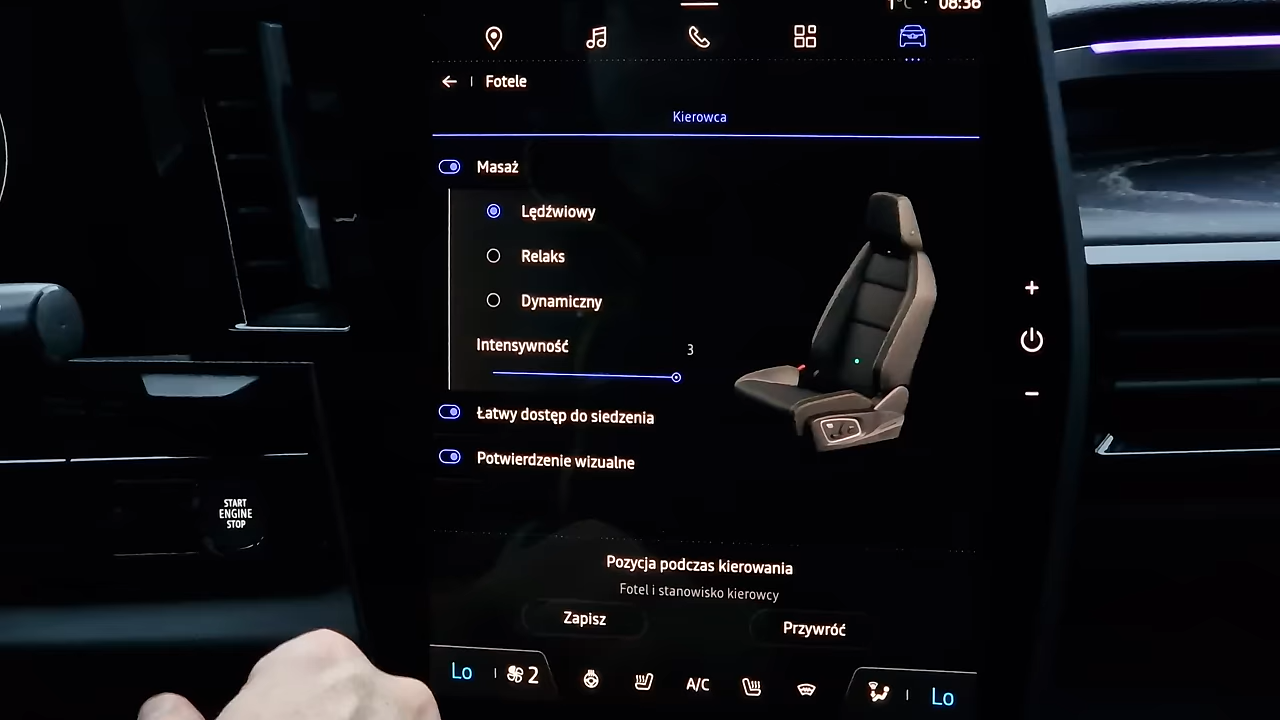 1°C · 08:36
Fotele
Kierowca
Masaż
Lędźwiowy
Relaks
Dynamiczny
Intensywność 3
Łatwy dostęp do siedzenia
Potwierdzenie wizualne
START
ENGINE
STOP
Pozycja podczas kierowania
Fotel i stanowisko kierowcy
Zapisz
Przywróć
Lo 2 A/C Lo